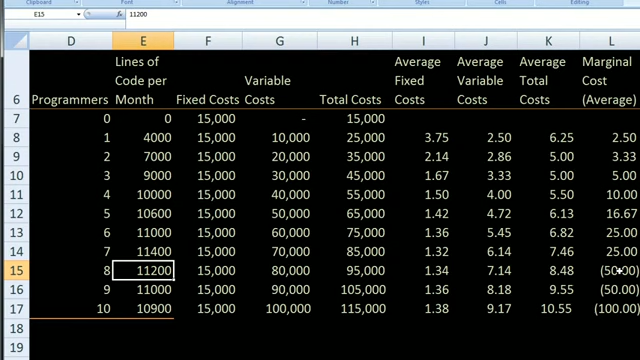 Clipboard Font Alignment Number Styles Cells Editing
E15 fx 11200
D E F G H I J K L
6 Programmers Lines of Code per Month Fixed Costs Variable Costs Total Costs Average Fixed Costs Average Variable Costs Average Total Costs Marginal Cost (Average)
7 0 0 15,000 - 15,000
8 1 4000 15,000 10,000 25,000 3.75 2.50 6.25 2.50
9 2 7000 15,000 20,000 35,000 2.14 2.86 5.00 3.33
10 3 9000 15,000 30,000 45,000 1.67 3.33 5.00 5.00
11 4 10000 15,000 40,000 55,000 1.50 4.00 5.50 10.00
12 5 10600 15,000 50,000 65,000 1.42 4.72 6.13 16.67
13 6 11000 15,000 60,000 75,000 1.36 5.45 6.82 25.00
14 7 11400 15,000 70,000 85,000 1.32 6.14 7.46 25.00
15 8 11200 15,000 80,000 95,000 1.34 7.14 8.48 (50.00)
16 9 11000 15,000 90,000 105,000 1.36 8.18 9.55 (50.00)
17 10 10900 15,000 100,000 115,000 1.38 9.17 10.55 (100.00)
18
19